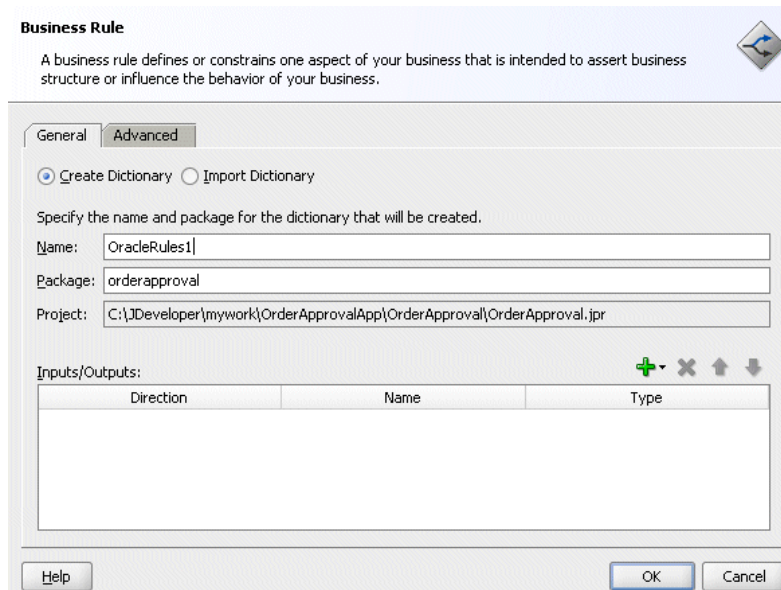 Business Rule
A business rule defines or constrains one aspect of your business that is intended to assert business
structure or influence the behavior of your business.
General Advanced
Create Dictionary Import Dictionary
Specify the name and package for the dictionary that will be created.
Name: OracleRules1
Package: orderapproval
Project: C:\JDeveloper\mywork\OrderApprovalApp\OrderApproval\OrderApproval.jpr
Inputs/Outputs:
Direction Name Type
Help OK Cancel